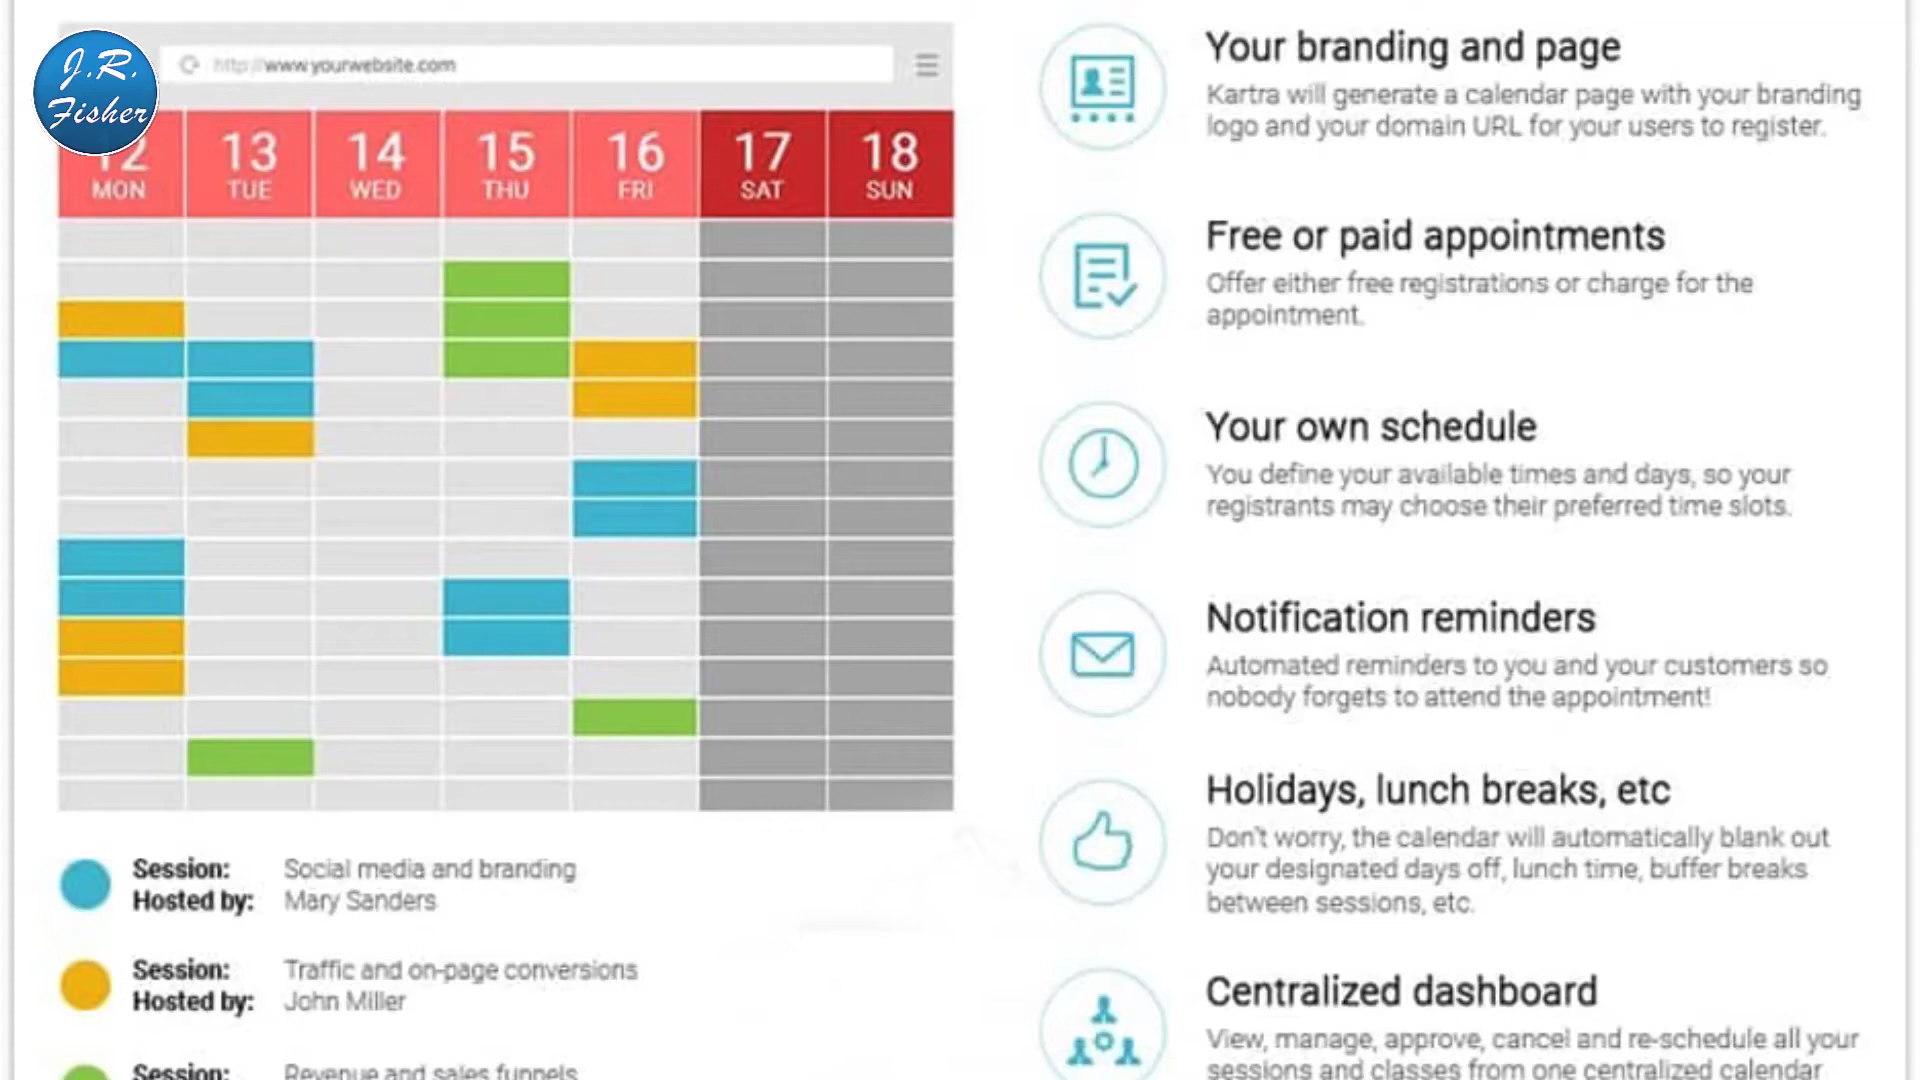 J.R.
Fisher
http://www.yourwebsite.com
12 13 14 15 16 17 18
MON TUE WED THU FRI SAT SUN
Session: Social media and branding
Hosted by: Mary Sanders
Session: Traffic and on-page conversions
Hosted by: John Miller
Session: Revenue and sales funnels
Your branding and page
Kartra will generate a calendar page with your branding
logo and your domain URL for your users to register.
Free or paid appointments
Offer either free registrations or charge for the
appointment.
Your own schedule
You define your available times and days, so your
registrants may choose their preferred time slots.
Notification reminders
Automated reminders to you and your customers so
nobody forgets to attend the appointment!
Holidays, lunch breaks, etc
Don't worry, the calendar will automatically blank out
your designated days off, lunch time, buffer breaks
between sessions, etc.
Centralized dashboard
View, manage, approve, cancel and re-schedule all your
sessions and classes from one centralized calendar